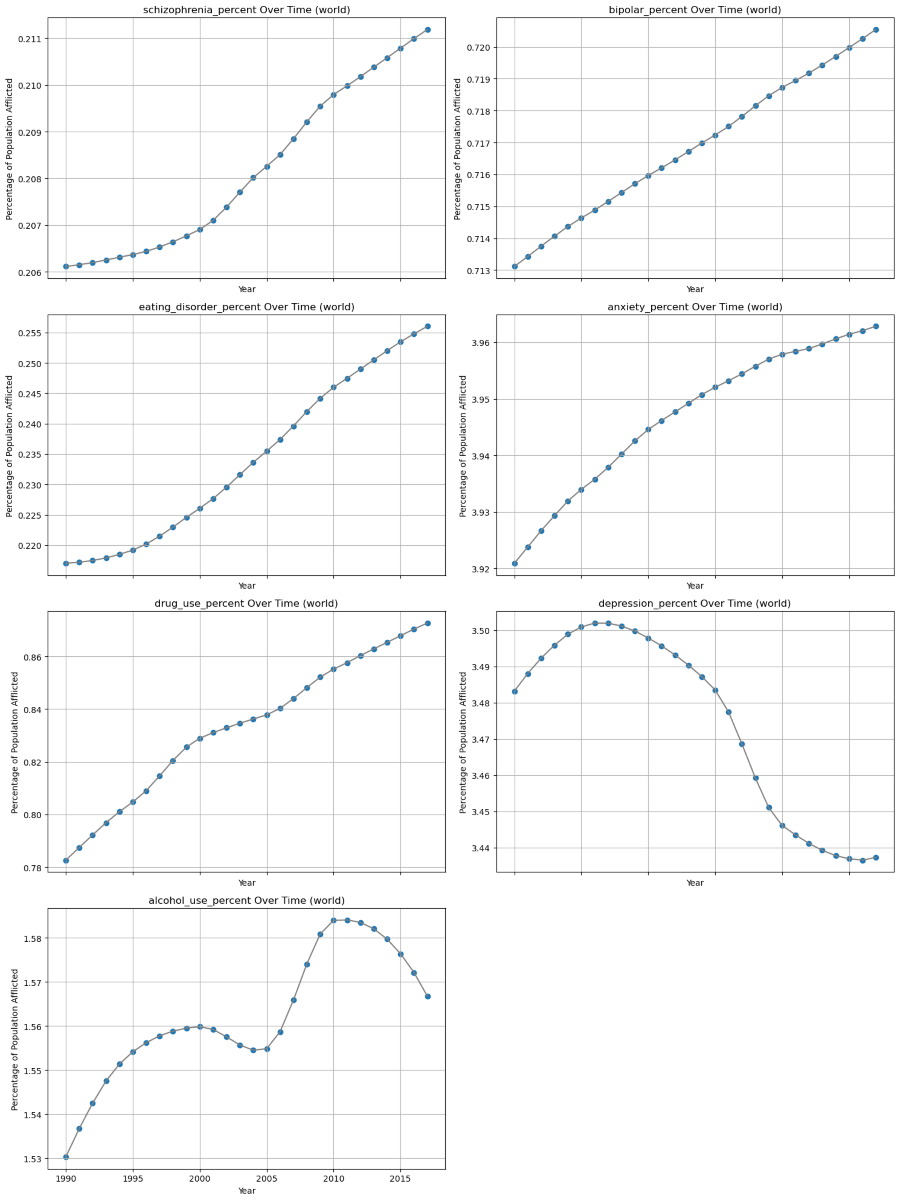 schizophrenia_percent Over Time (world)
Percentage of Population Afflicted
0.211
0.210
0.209
0.208
0.207
0.206
Year
bipolar_percent Over Time (world)
Percentage of Population Afflicted
0.720
0.719
0.718
0.717
0.716
0.715
0.714
0.713
Year
eating_disorder_percent Over Time (world)
Percentage of Population Afflicted
0.255
0.250
0.245
0.240
0.235
0.230
0.225
0.220
Year
anxiety_percent Over Time (world)
Percentage of Population Afflicted
3.96
3.95
3.94
3.93
3.92
Year
drug_use_percent Over Time (world)
Percentage of Population Afflicted
0.86
0.84
0.82
0.80
0.78
Year
depression_percent Over Time (world)
Percentage of Population Afflicted
3.50
3.49
3.48
3.47
3.46
3.45
3.44
Year
alcohol_use_percent Over Time (world)
Percentage of Population Afflicted
1.58
1.57
1.56
1.55
1.54
1.53
1990 1995 2000 2005 2010 2015
Year